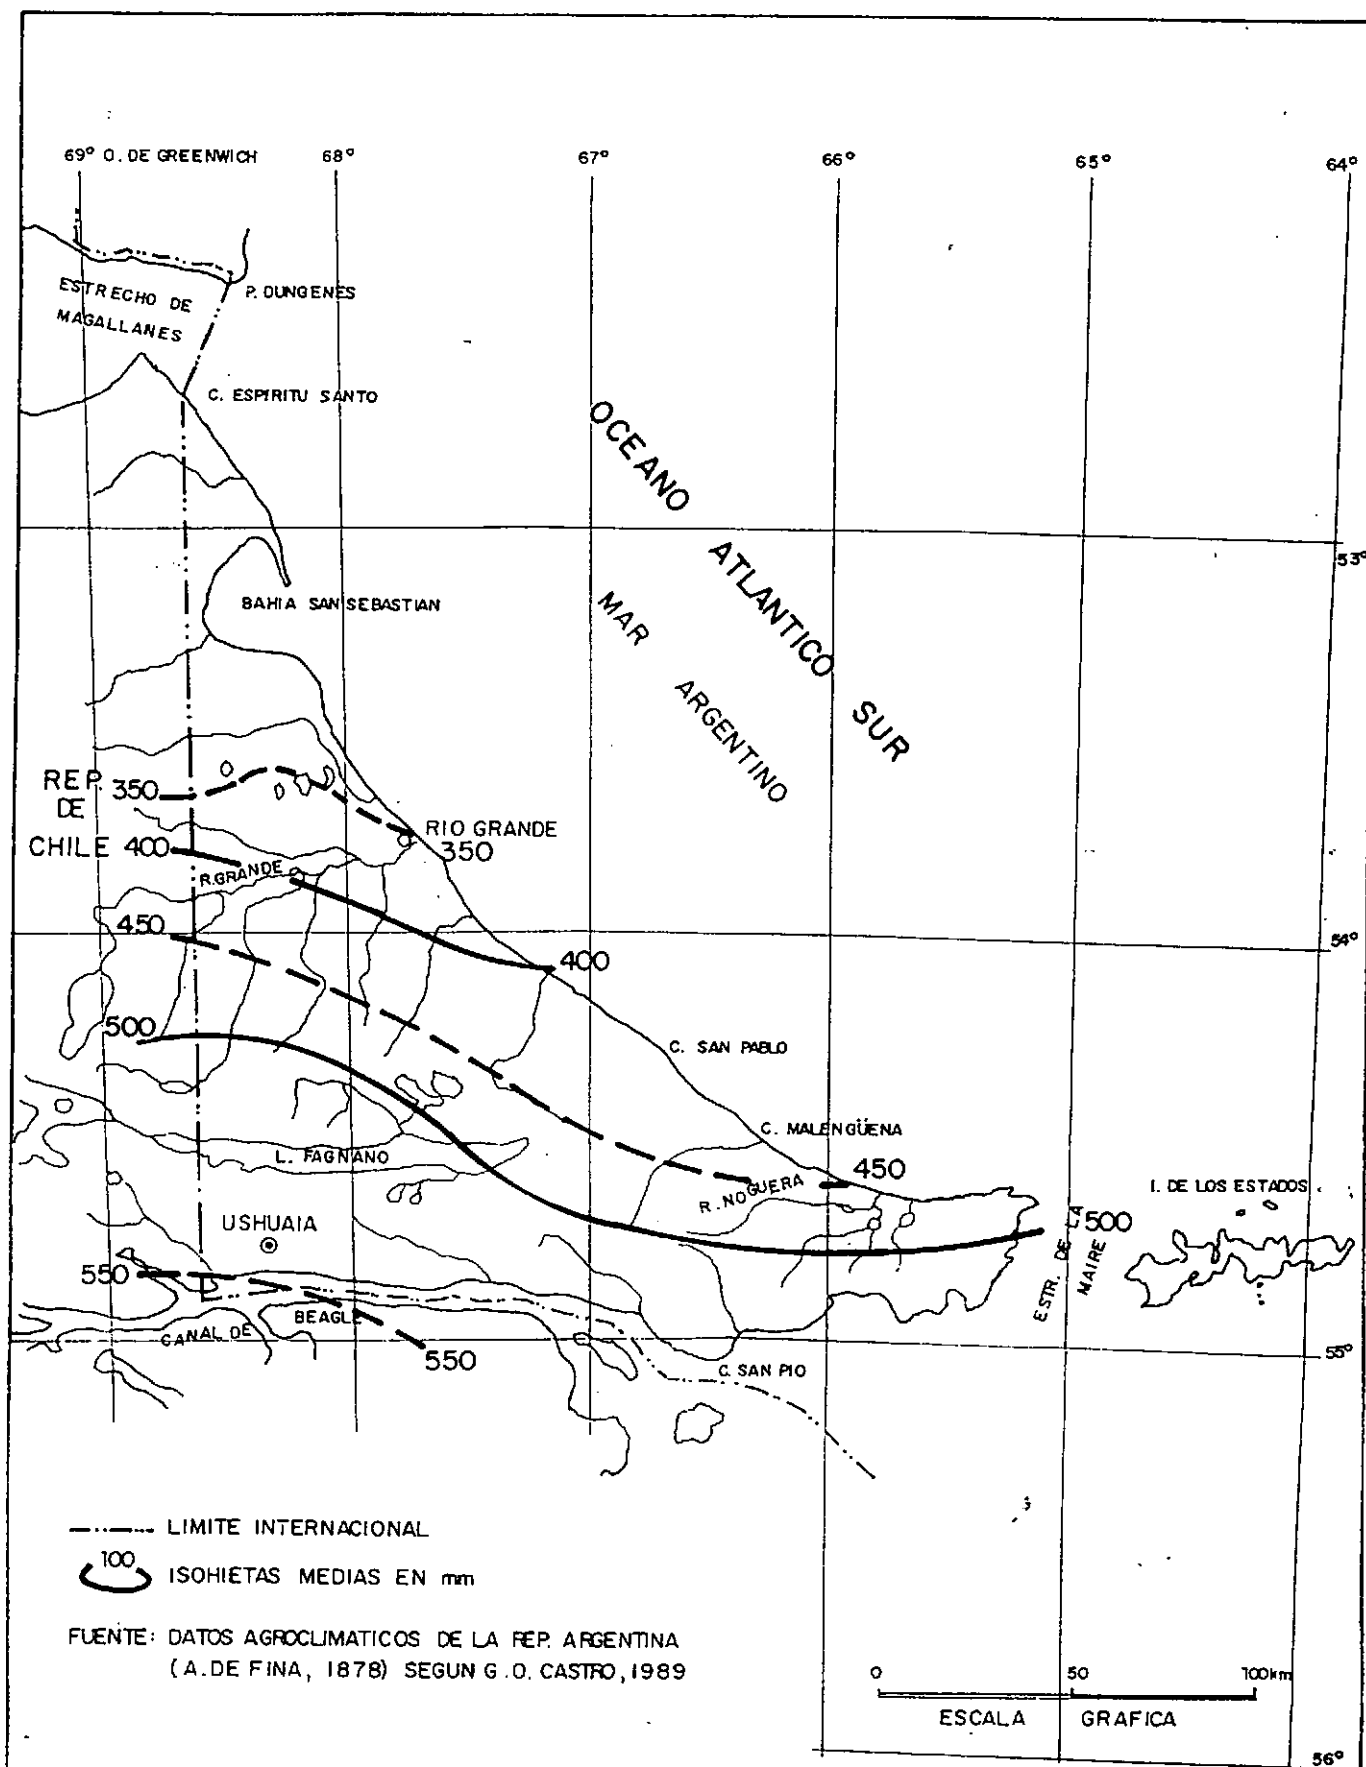 69° O. DE GREENWICH 68° 67° 66° 65° 64°
ESTRECHO DE
MAGALLANES
P. DUNGENES
C. ESPIRITU SANTO
OCEANO ATLANTICO SUR
MAR ARGENTINO
53°
BAHIA SAN SEBASTIAN
REP.
DE
CHILE
350
RIO GRANDE
350
400
R. GRANDE
450
54°
400
500
C. SAN PABLO
L. FAGNANO
C. MALENGÜENA
450
R. NOGUERA
I. DE LOS ESTADOS
500
ESTR. DE LA
MAIRE
USHUAIA
550
CANAL DE BEAGLE
550
C. SAN PIO
55°
LIMITE INTERNACIONAL
100
ISOHIETAS MEDIAS EN mm
FUENTE: DATOS AGROCLIMATICOS DE LA REP. ARGENTINA
(A. DE FINA, 1878) SEGUN G.O. CASTRO, 1989
0 50 100km
ESCALA GRAFICA
56°